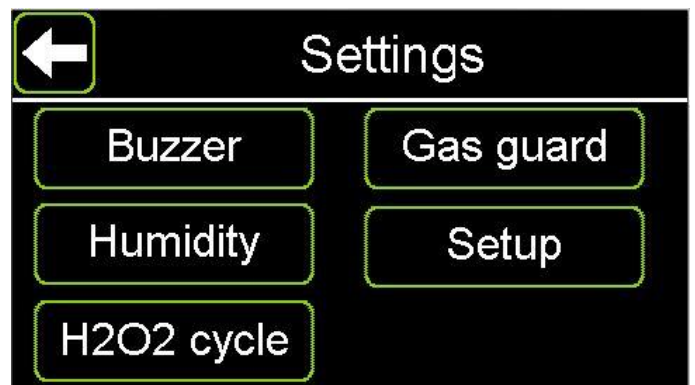 Settings
Buzzer
Gas guard
Humidity
Setup
H2O2 cycle